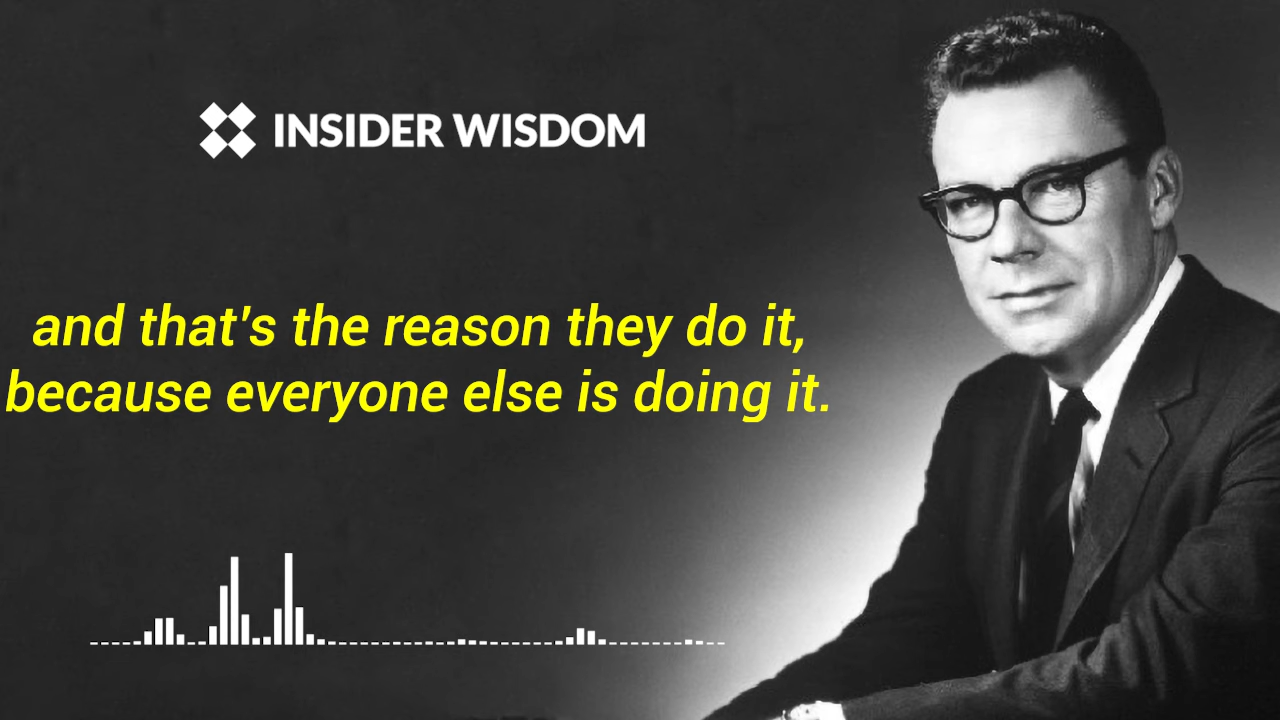 INSIDER WISDOM
and that's the reason they do it,
because everyone else is doing it.